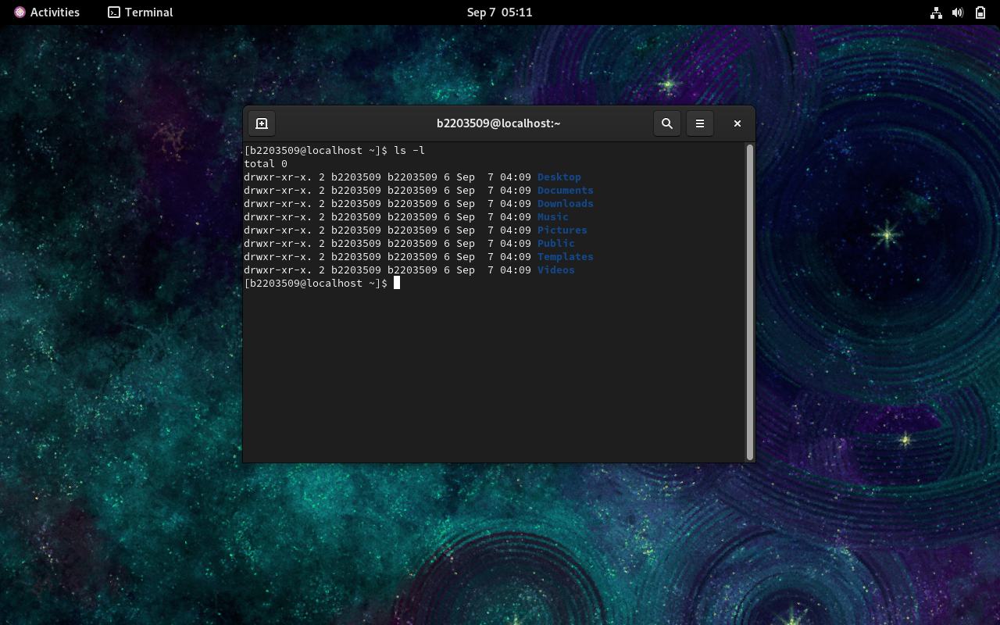 Activities Terminal Sep 7 05:11
b2203509@localhost:~
[b2203509@localhost ~]$ ls -l
total 0
drwxr-xr-x. 2 b2203509 b2203509 6 Sep  7 04:09 Desktop
drwxr-xr-x. 2 b2203509 b2203509 6 Sep  7 04:09 Documents
drwxr-xr-x. 2 b2203509 b2203509 6 Sep  7 04:09 Downloads
drwxr-xr-x. 2 b2203509 b2203509 6 Sep  7 04:09 Music
drwxr-xr-x. 2 b2203509 b2203509 6 Sep  7 04:09 Pictures
drwxr-xr-x. 2 b2203509 b2203509 6 Sep  7 04:09 Public
drwxr-xr-x. 2 b2203509 b2203509 6 Sep  7 04:09 Templates
drwxr-xr-x. 2 b2203509 b2203509 6 Sep  7 04:09 Videos
[b2203509@localhost ~]$